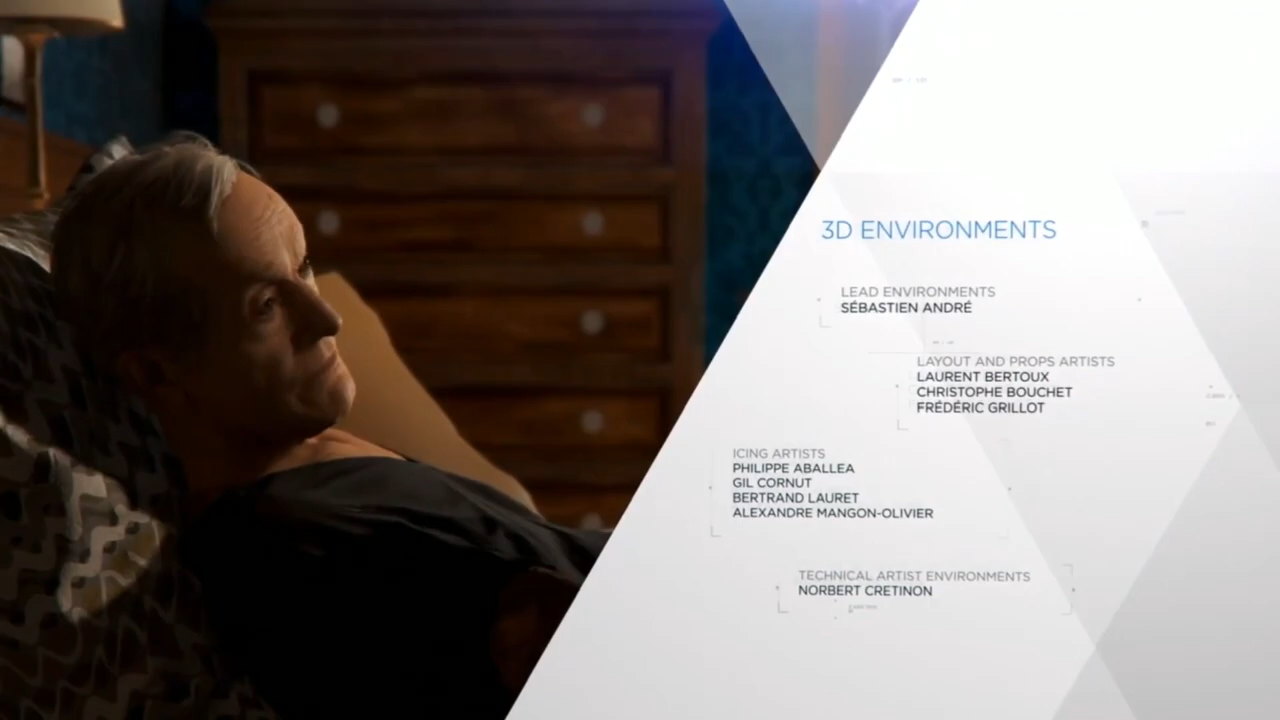 3D ENVIRONMENTS
LEAD ENVIRONMENTS
SÉBASTIEN ANDRÉ
LAYOUT AND PROPS ARTISTS
LAURENT BERTOUX
CHRISTOPHE BOUCHET
FRÉDÉRIC GRILLOT
ICING ARTISTS
PHILIPPE ABALLEA
GIL CORNUT
BERTRAND LAURET
ALEXANDRE MANGON-OLIVIER
TECHNICAL ARTIST ENVIRONMENTS
NORBERT CRETINON